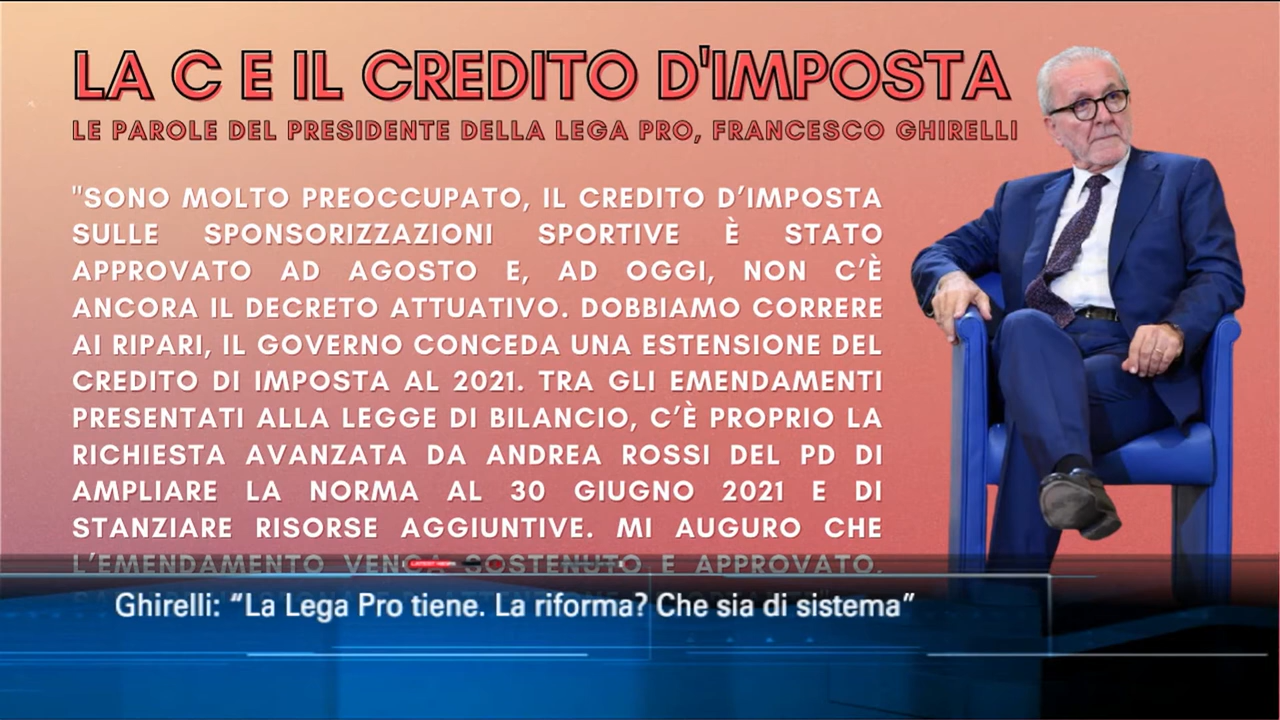 LA C E IL CREDITO D'IMPOSTA
LE PAROLE DEL PRESIDENTE DELLA LEGA PRO, FRANCESCO GHIRELLI
"SONO MOLTO PREOCCUPATO, IL CREDITO D’IMPOSTA
SULLE SPONSORIZZAZIONI SPORTIVE È STATO
APPROVATO AD AGOSTO E, AD OGGI, NON C’È
ANCORA IL DECRETO ATTUATIVO. DOBBIAMO CORRERE
AI RIPARI, IL GOVERNO CONCEDA UNA ESTENSIONE DEL
CREDITO DI IMPOSTA AL 2021. TRA GLI EMENDAMENTI
PRESENTATI ALLA LEGGE DI BILANCIO, C’È PROPRIO LA
RICHIESTA AVANZATA DA ANDREA ROSSI DEL PD DI
AMPLIARE LA NORMA AL 30 GIUGNO 2021 E DI
STANZIARE RISORSE AGGIUNTIVE. MI AUGURO CHE
L’EMENDAMENTO VENGA SOSTENUTO E APPROVATO.
LATEST NEWS
Ghirelli: “La Lega Pro tiene. La riforma? Che sia di sistema”